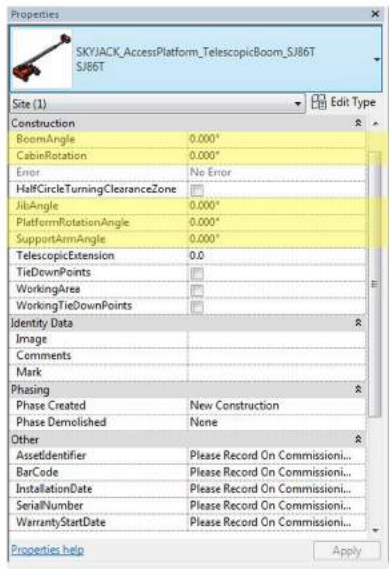 Properties
SKYJACK_AccessPlatform_TelescopicBoom_SJ86T
SJ86T
Site (1) Edit Type
Construction
BoomAngle 0.000°
CabinRotation 0.000°
Error No Error
HalfCircleTurningClearanceZone
JibAngle 0.000°
PlatformRotationAngle 0.000°
SupportArmAngle 0.000°
TelescopicExtension 0.0
TieDownPoints
WorkingArea
WorkingTieDownPoints
Identity Data
Image
Comments
Mark
Phasing
Phase Created New Construction
Phase Demolished None
Other
AssetIdentifier Please Record On Commissioni...
BarCode Please Record On Commissioni...
InstallationDate Please Record On Commissioni...
SerialNumber Please Record On Commissioni...
WarrantyStartDate Please Record On Commissioni...
Properties help Apply